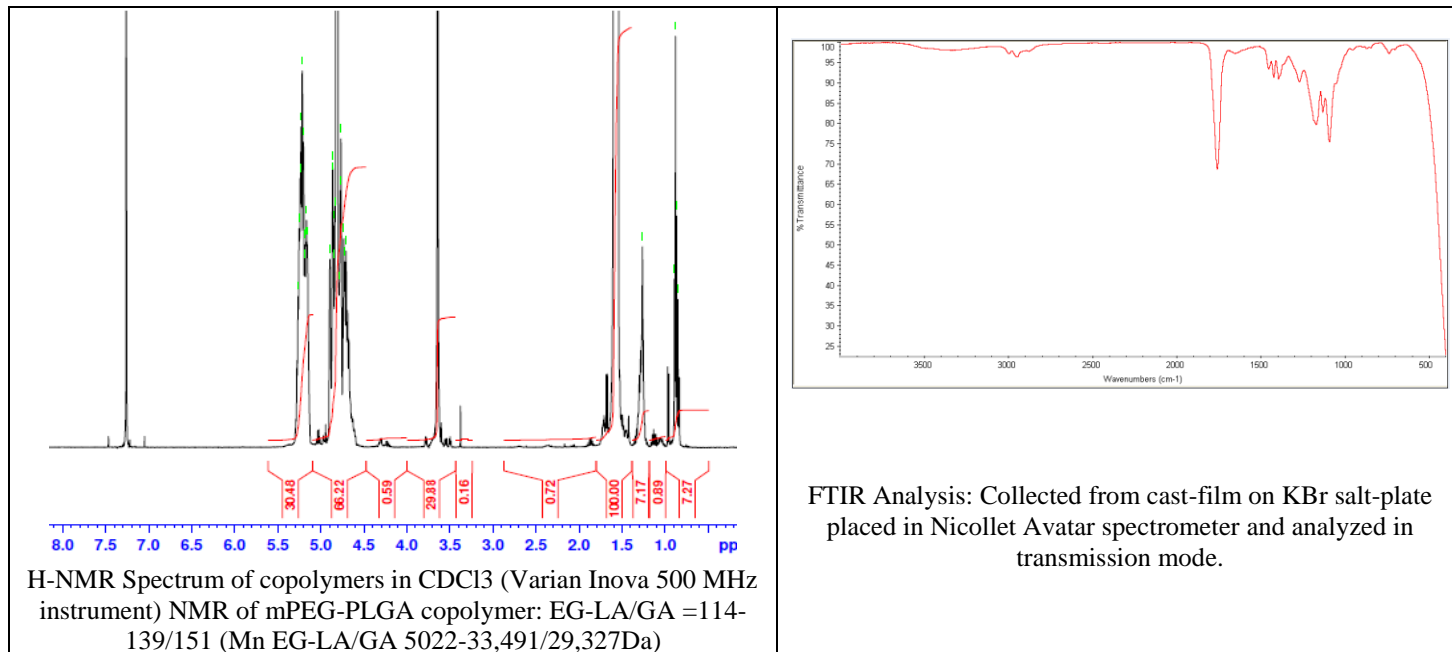 30.48
66.22
0.59
29.88
0.16
0.72
100.00
7.17
0.89
7.27
8.0 7.5 7.0 6.5 6.0 5.5 5.0 4.5 4.0 3.5 3.0 2.5 2.0 1.5 1.0 pp
H-NMR Spectrum of copolymers in CDCl3 (Varian Inova 500 MHz
instrument) NMR of mPEG-PLGA copolymer: EG-LA/GA =114-
139/151 (Mn EG-LA/GA 5022-33,491/29,327Da)
100
95
90
85
80
75
70
65
60
55
50
45
40
35
30
25
%Transmittance
3500 3000 2500 2000 1500 1000 500
Wavenumbers (cm-1)
FTIR Analysis: Collected from cast-film on KBr salt-plate
placed in Nicollet Avatar spectrometer and analyzed in
transmission mode.